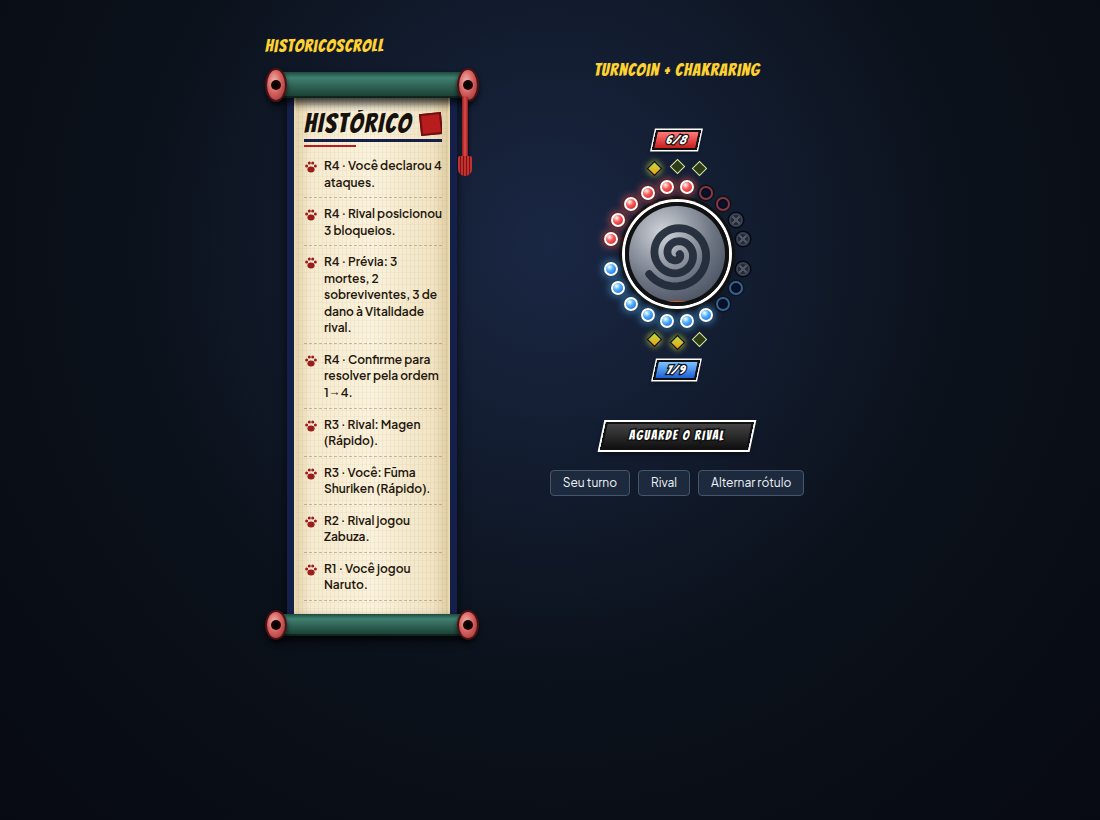 HISTORICOSCROLL
HISTÓRICO
R4 · Você declarou 4
ataques.
R4 · Rival posicionou
3 bloqueios.
R4 · Prévia: 3
mortes, 2
sobreviventes, 3 de
dano à Vitalidade
rival.
R4 · Confirme para
resolver pela ordem
1→4.
R3 · Rival: Magen
(Rápido).
R3 · Você: Fūma
Shuriken (Rápido).
R2 · Rival jogou
Zabuza.
R1 · Você jogou
Naruto.
TURNCOIN + CHAKRARING
6/8
7/9
AGUARDE O RIVAL
Seu turno
Rival
Alternar rótulo